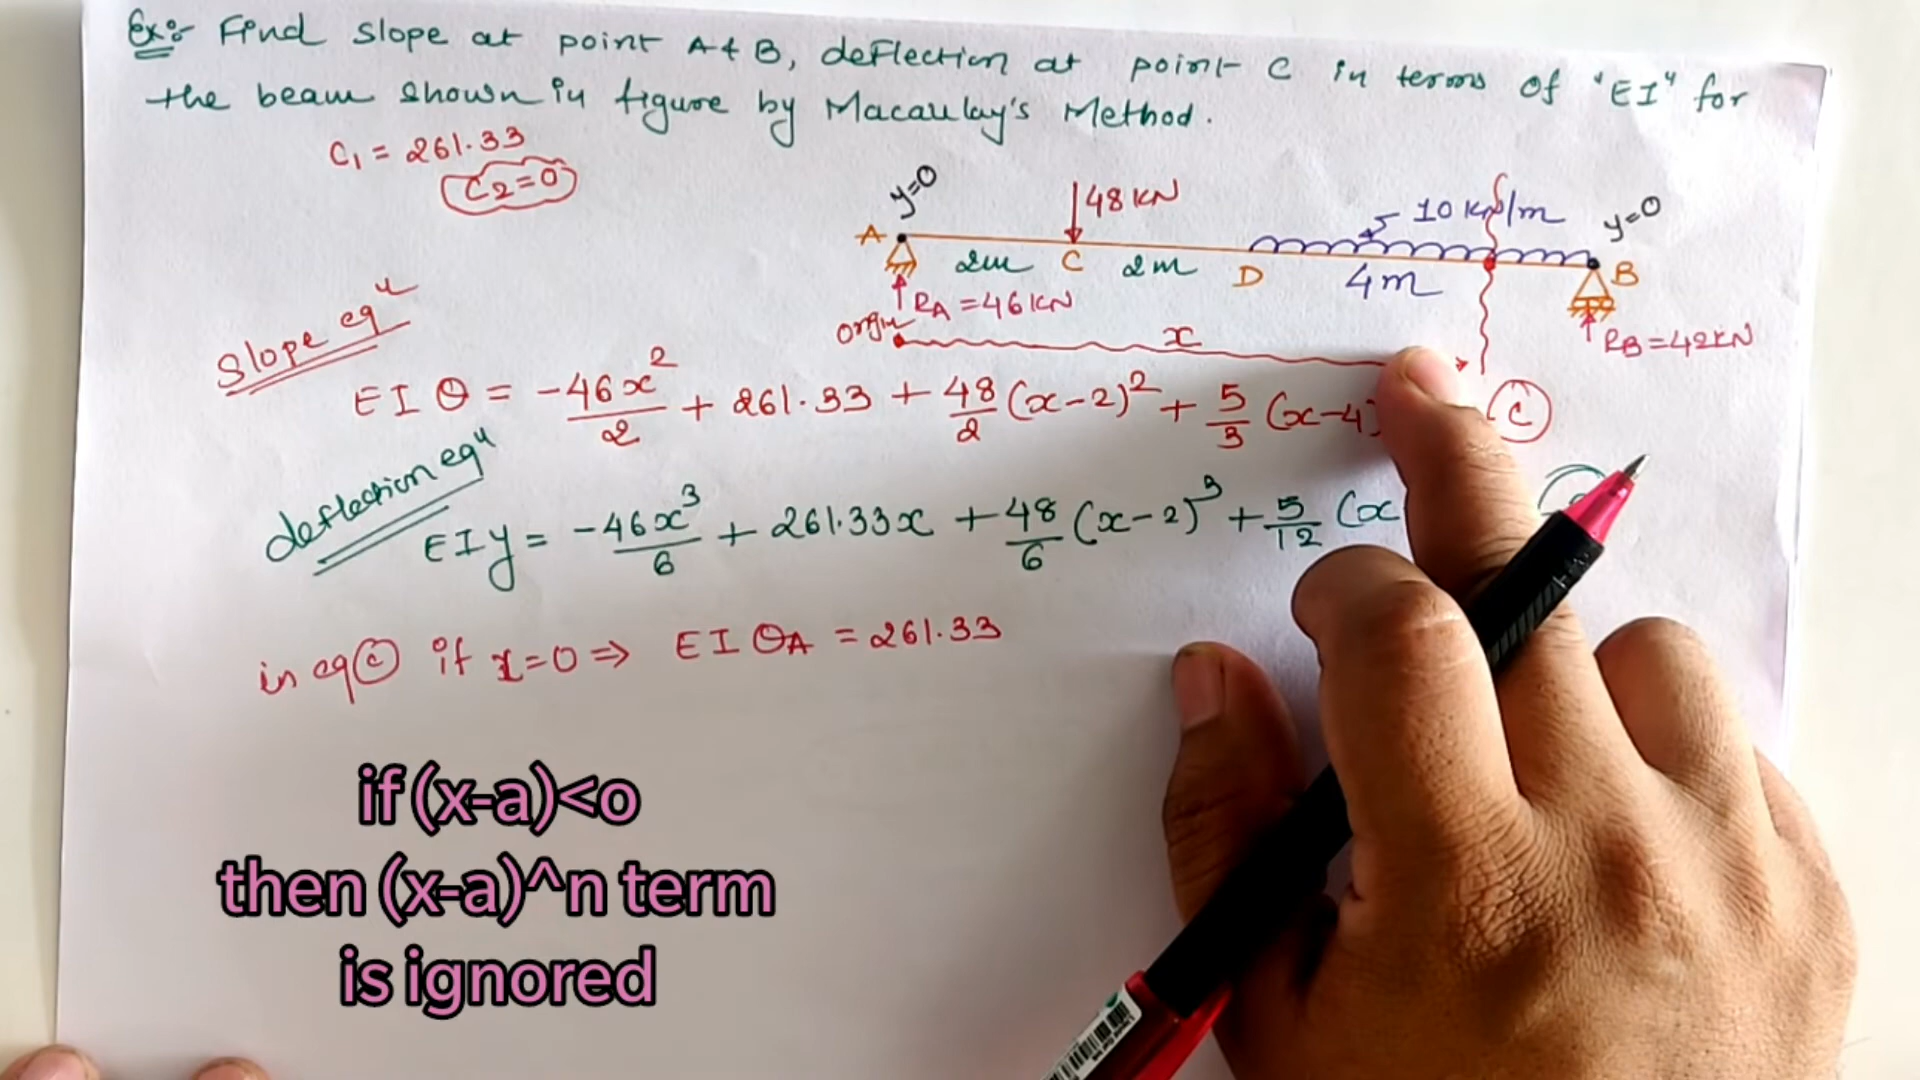 Ex:- Find slope at point A & B, deflection at point C in terms of "EI" for
the beam shown in figure by Macaulay's Method.
C₁ = 261.33
C₂=0
y=0
48 KN
10 KN/m
y=0
A
2m
C
2m
D
4m
B
RA = 46 KN
RB = 42KN
origin
x
Slope eqⁿ
EI θ = -46x²/2 + 261.33 + 48/2 (x-2)² + 5/3 (x-4)
C
deflection eqⁿ
EIy = -46x³/6 + 261.33x + 48/6 (x-2)³ + 5/12 (x
in eq C if x=0 ⇒ EI θA = 261.33
if (x-a)<o
then (x-a)^n term
is ignored